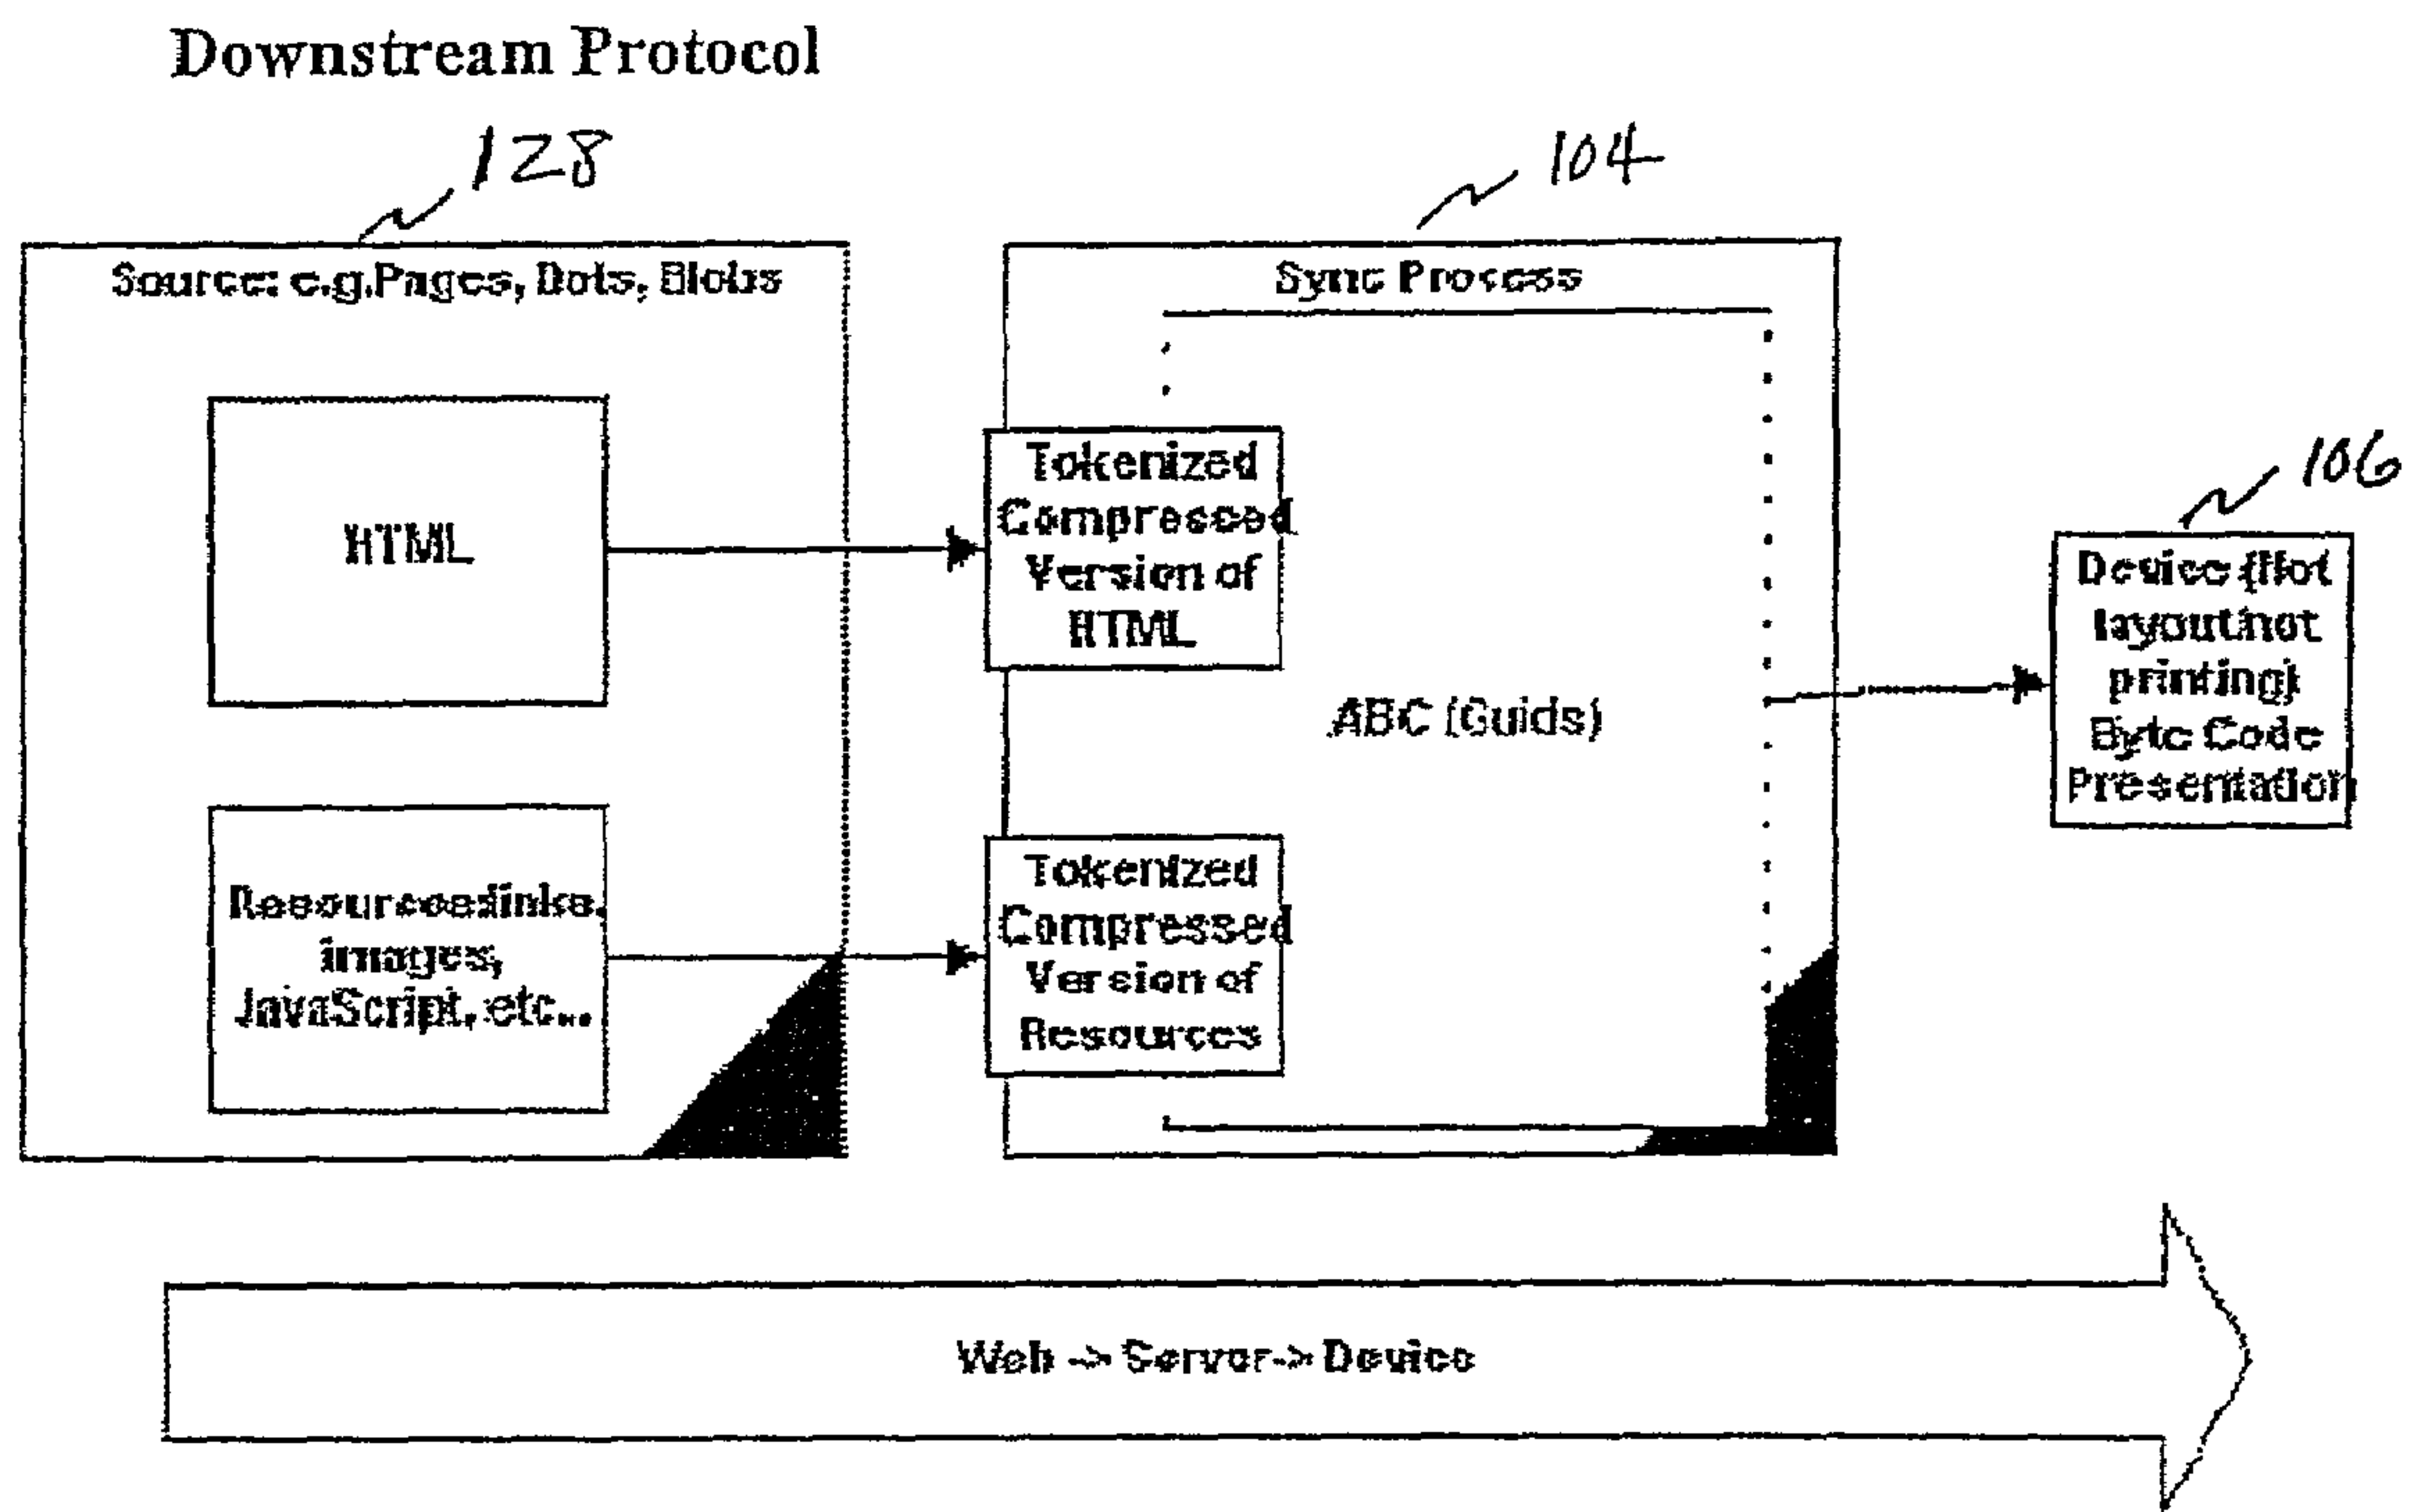 Downstream Protocol
128
104
Source: e.g.Pages, Dots, Blobs
Sync Process
HTML
Tokenized
Compressed
Version of
HTML
106
Device (Not
layout/not
printing)
Byte Code
Presentation
ABC (Guids)
Resources:links,
images,
JavaScript, etc...
Tokenized
Compressed
Version of
Resources
Web -> Server-> Device